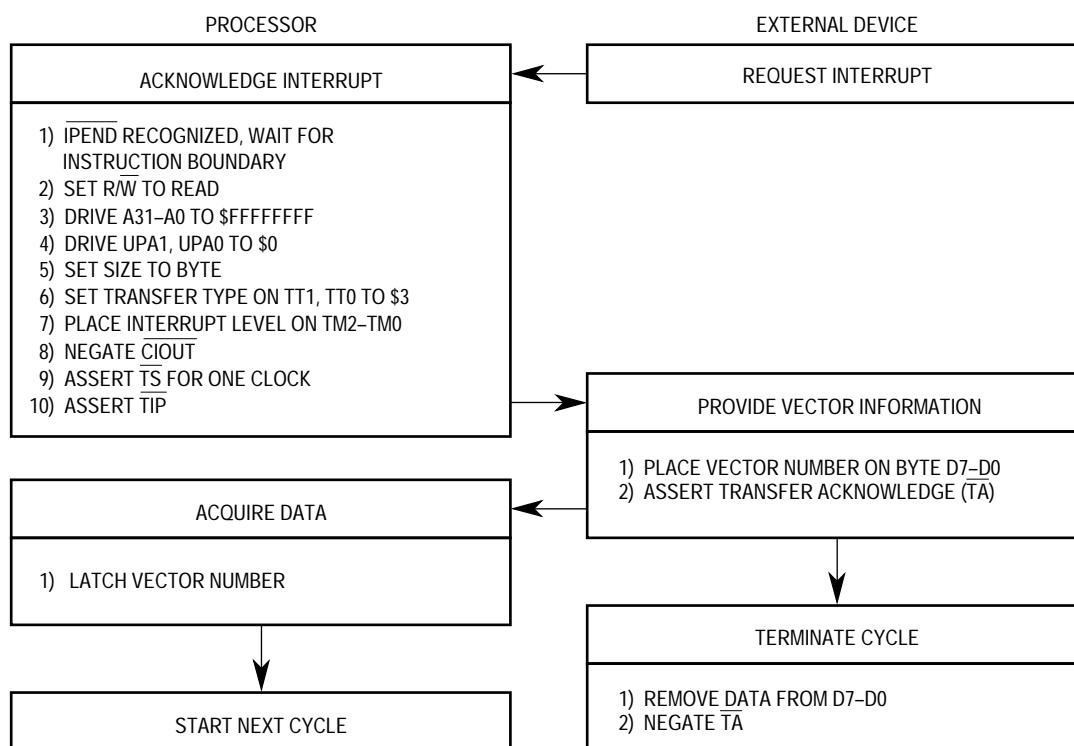 PROCESSOR
EXTERNAL DEVICE
ACKNOWLEDGE INTERRUPT
REQUEST INTERRUPT
1) IPEND RECOGNIZED, WAIT FOR
INSTRUCTION BOUNDARY
2) SET R/W TO READ
3) DRIVE A31–A0 TO $FFFFFFFF
4) DRIVE UPA1, UPA0 TO $0
5) SET SIZE TO BYTE
6) SET TRANSFER TYPE ON TT1, TT0 TO $3
7) PLACE INTERRUPT LEVEL ON TM2–TM0
8) NEGATE CIOUT
9) ASSERT TS FOR ONE CLOCK
10) ASSERT TIP
PROVIDE VECTOR INFORMATION
1) PLACE VECTOR NUMBER ON BYTE D7–D0
2) ASSERT TRANSFER ACKNOWLEDGE (TA)
ACQUIRE DATA
1) LATCH VECTOR NUMBER
TERMINATE CYCLE
1) REMOVE DATA FROM D7–D0
2) NEGATE TA
START NEXT CYCLE